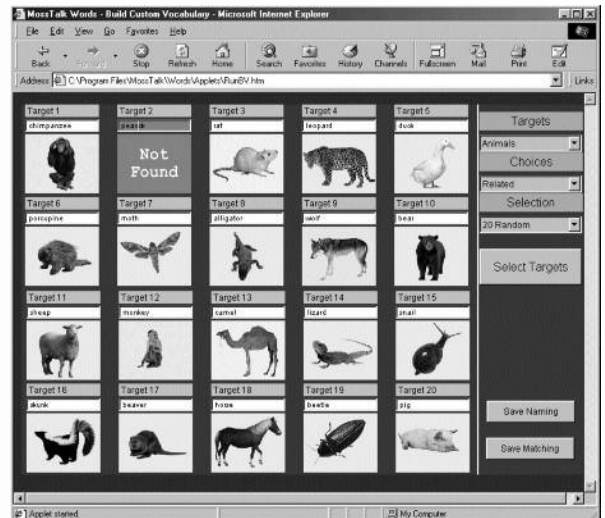 MossTalk Words - Build Custom Vocabulary - Microsoft Internet Explorer
File Edit View Go Favorites Help
Back Forward Stop Refresh Home Search Favorites History Channels Fullscreen Mail Print Edit
Address C:\Program Files\MossTalk\Words\Applets\RunBV.htm Links
Target 1 Target 2 Target 3 Target 4 Target 5
chimpanzee rat leopard duck
Not
Found
Target 6 Target 7 Target 8 Target 9 Target 10
porcupine moth alligator wolf bear
Target 11 Target 12 Target 13 Target 14 Target 15
sheep monkey camel lizard snail
Target 16 Target 17 Target 18 Target 19 Target 20
skunk beaver horse beetle pig
Targets
Animals
Choices
Related
Selection
20 Random
Select Targets
Save Naming
Save Matching
Applet started. My Computer